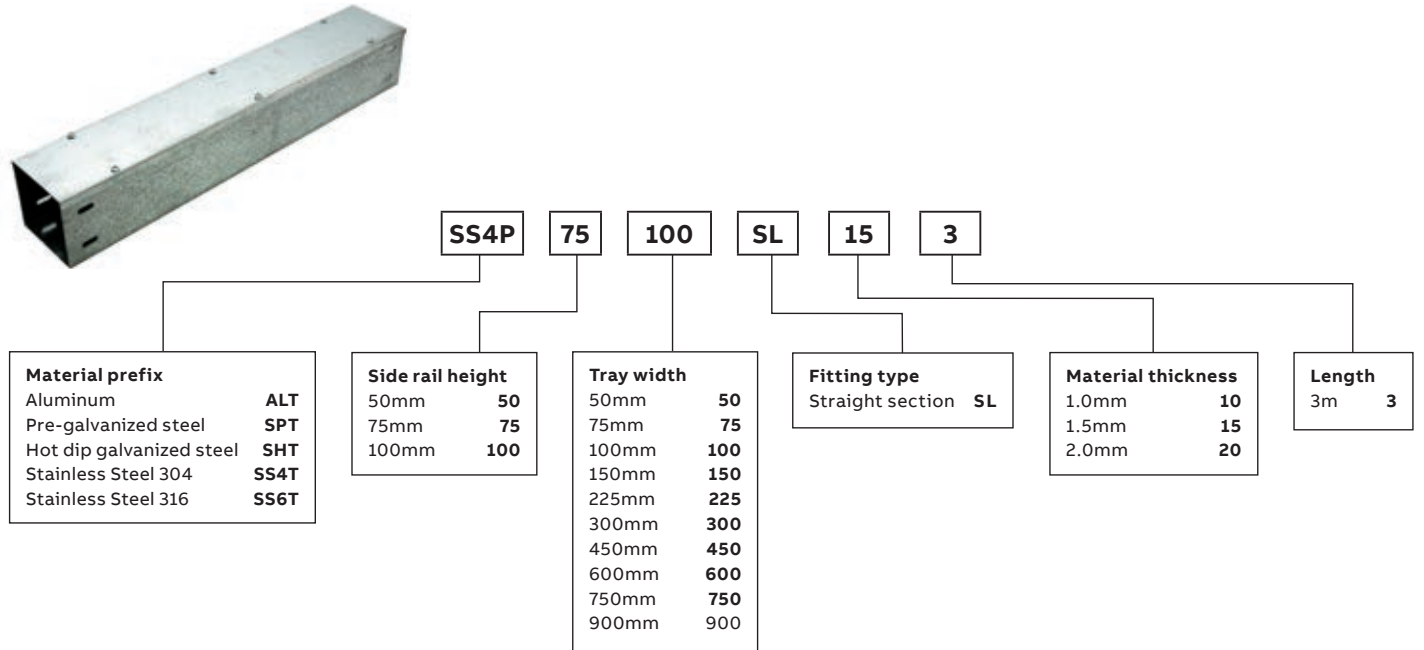 SS4P 75 100 SL 15 3
Material prefix
Aluminum ALT
Pre-galvanized steel SPT
Hot dip galvanized steel SHT
Stainless Steel 304 SS4T
Stainless Steel 316 SS6T
Side rail height
50mm 50
75mm 75
100mm 100
Tray width
50mm 50
75mm 75
100mm 100
150mm 150
225mm 225
300mm 300
450mm 450
600mm 600
750mm 750
900mm 900
Fitting type
Straight section SL
Material thickness
1.0mm 10
1.5mm 15
2.0mm 20
Length
3m 3